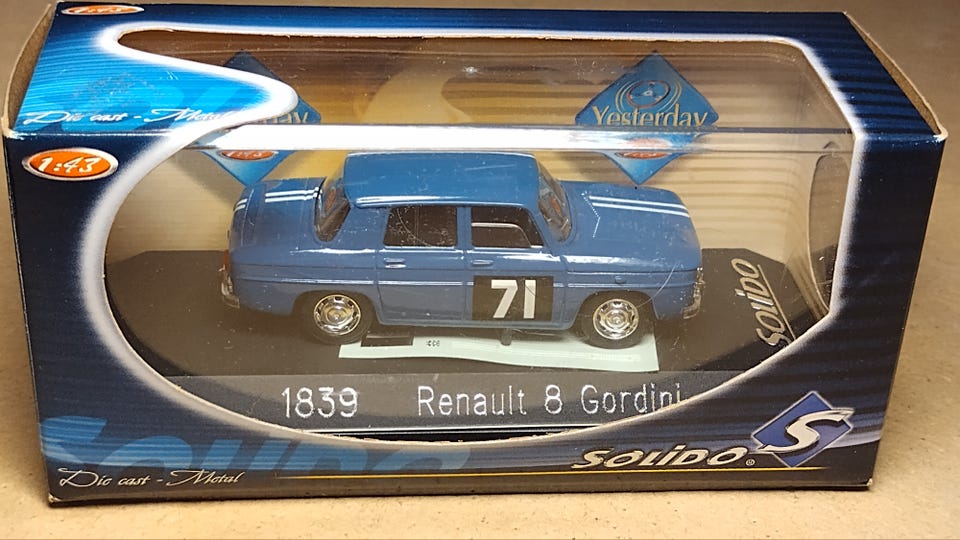 Die cast - Metal
1:43
Yesterday
71
SOLIDO
1839 Renault 8 Gordini
SOLIDO®
S
Die cast - Metal